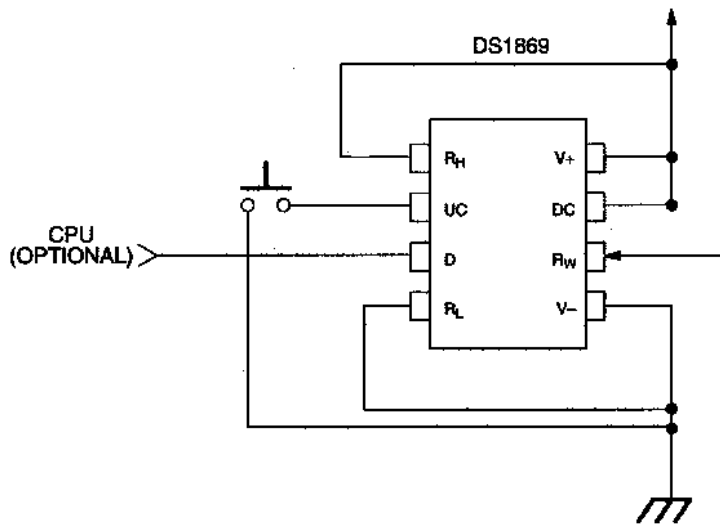 DS1869
RH V+
UC DC
CPU
(OPTIONAL) D RW
RL V–